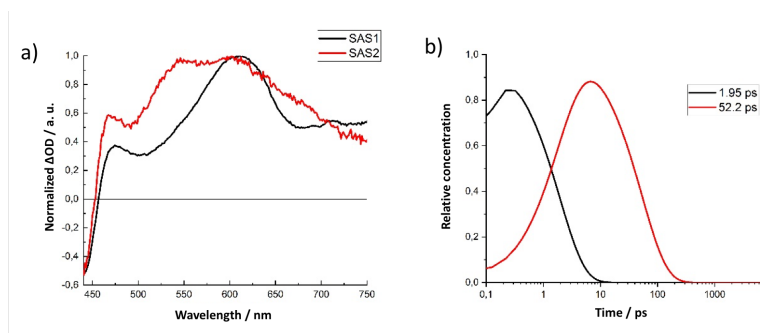 a)
SAS1
SAS2
1,0
0,8
0,6
0,4
0,2
0,0
-0,2
-0,4
-0,6
450
500
550
600
650
700
750
Normalized ΔOD / a. u.
Wavelength / nm
b)
1.95 ps
52.2 ps
1,0
0,8
0,6
0,4
0,2
0,0
0,1
1
10
100
1000
Relative concentration
Time / ps